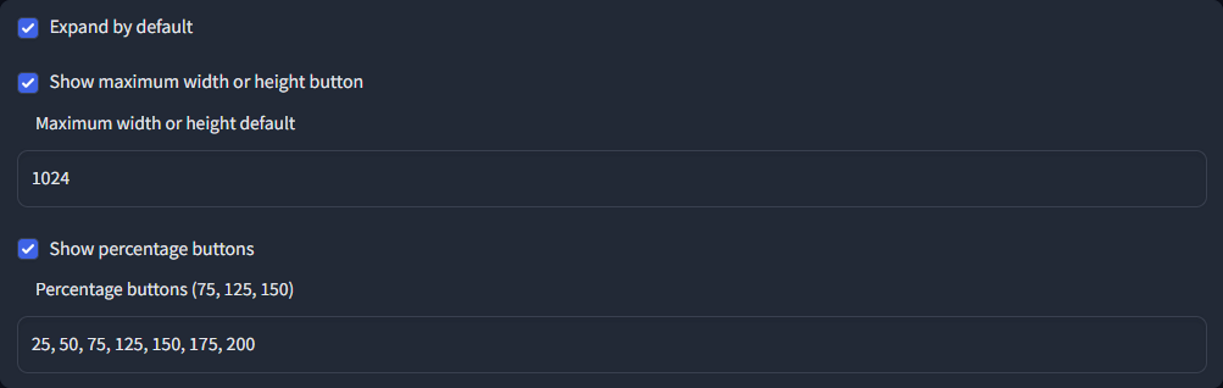 Expand by default
Show maximum width or height button
Maximum width or height default
1024
Show percentage buttons
Percentage buttons (75, 125, 150)
25, 50, 75, 125, 150, 175, 200